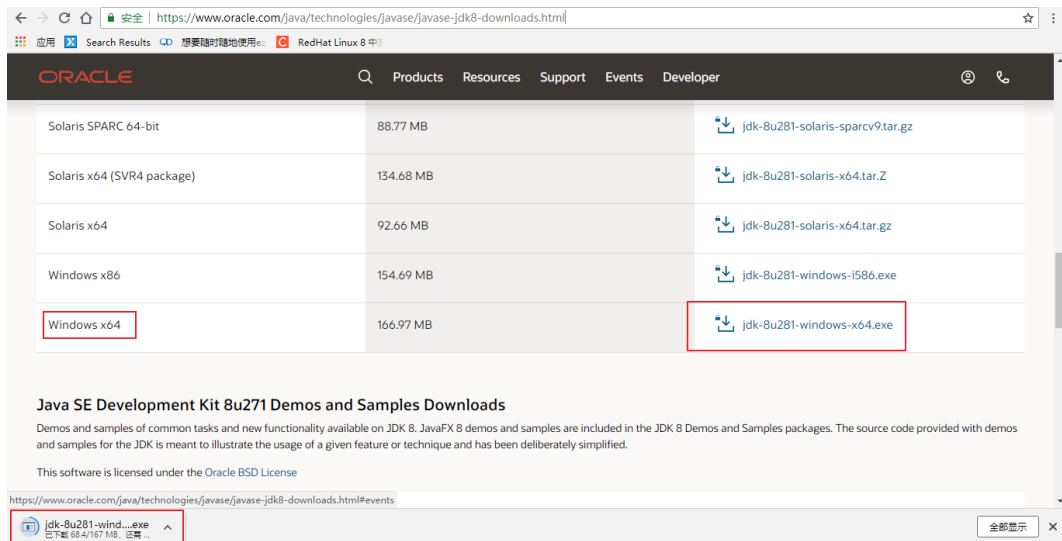 安全 | https://www.oracle.com/java/technologies/javase/javase-jdk8-downloads.html
应用 X Search Results 想要随时随地使用ez C RedHat Linux 8 中
ORACLE Products Resources Support Events Developer
Solaris SPARC 64-bit 88.77 MB jdk-8u281-solaris-sparcv9.tar.gz
Solaris x64 (SVR4 package) 134.68 MB jdk-8u281-solaris-x64.tar.Z
Solaris x64 92.66 MB jdk-8u281-solaris-x64.tar.gz
Windows x86 154.69 MB jdk-8u281-windows-i586.exe
Windows x64 166.97 MB jdk-8u281-windows-x64.exe
Java SE Development Kit 8u271 Demos and Samples Downloads
Demos and samples of common tasks and new functionality available on JDK 8. JavaFX 8 demos and samples are included in the JDK 8 Demos and Samples packages. The source code provided with demos
and samples for the JDK is meant to illustrate the usage of a given feature or technique and has been deliberately simplified.
This software is licensed under the Oracle BSD License
https://www.oracle.com/java/technologies/javase/javase-jdk8-downloads.html#events
jdk-8u281-wind....exe
已下载 68.4/167 MB，还需 ...
全部显示